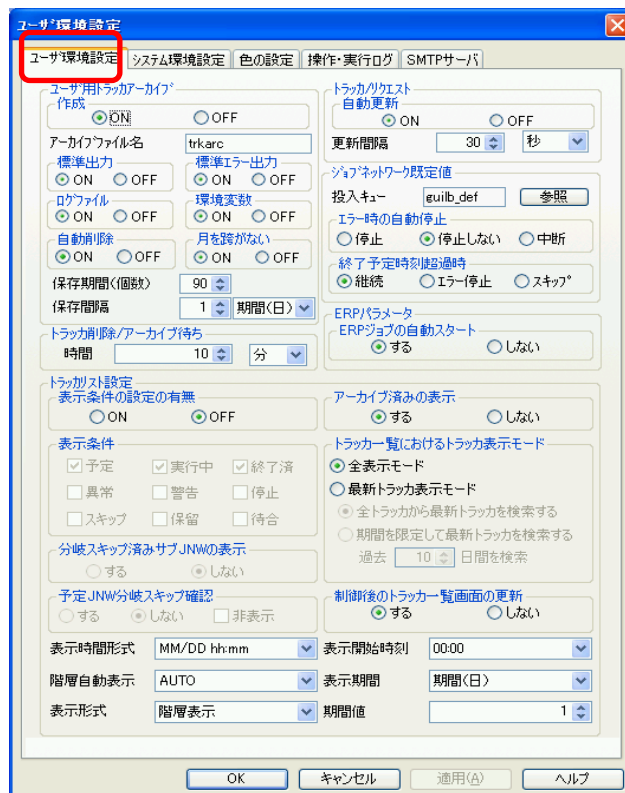 ユーザ環境設定
ユーザ環境設定 システム環境設定 色の設定 操作・実行ログ SMTPサーバ
ユーザ用トラッカアーカイブ
作成
ON OFF
アーカイブファイル名 trkarc
標準出力 標準エラー出力
ON OFF ON OFF
ログファイル 環境変数
ON OFF ON OFF
自動削除 月を跨がない
ON OFF ON OFF
保存期間(個数) 90
保存間隔 1 期間(日)
トラッカ削除/アーカイブ待ち
時間 10 分
トラッカ/リクエスト
自動更新
ON OFF
更新間隔 30 秒
ジョブネットワーク既定値
投入キュー guilb_def 参照
エラー時の自動停止
停止 停止しない 中断
終了予定時刻超過時
継続 エラー停止 スキップ
ERPパラメータ
ERPジョブの自動スタート
する しない
トラッカリスト設定
表示条件の設定の有無
ON OFF
表示条件
予定 実行中 終了済
異常 警告 停止
スキップ 保留 待合
分岐スキップ済みサブJNWの表示
する しない
予定JNW分岐スキップ確認
する しない 非表示
アーカイブ済みの表示
する しない
トラッカ一覧におけるトラッカ表示モード
全表示モード
最新トラッカ表示モード
全トラッカから最新トラッカを検索する
期間を限定して最新トラッカを検索する
過去 10 日間を検索
制御後のトラッカ一覧画面の更新
する しない
表示時間形式 MM/DD hh:mm 表示開始時刻 00:00
階層自動表示 AUTO 表示期間 期間(日)
表示形式 階層表示 期間値 1
OK キャンセル 適用(A) ヘルプ